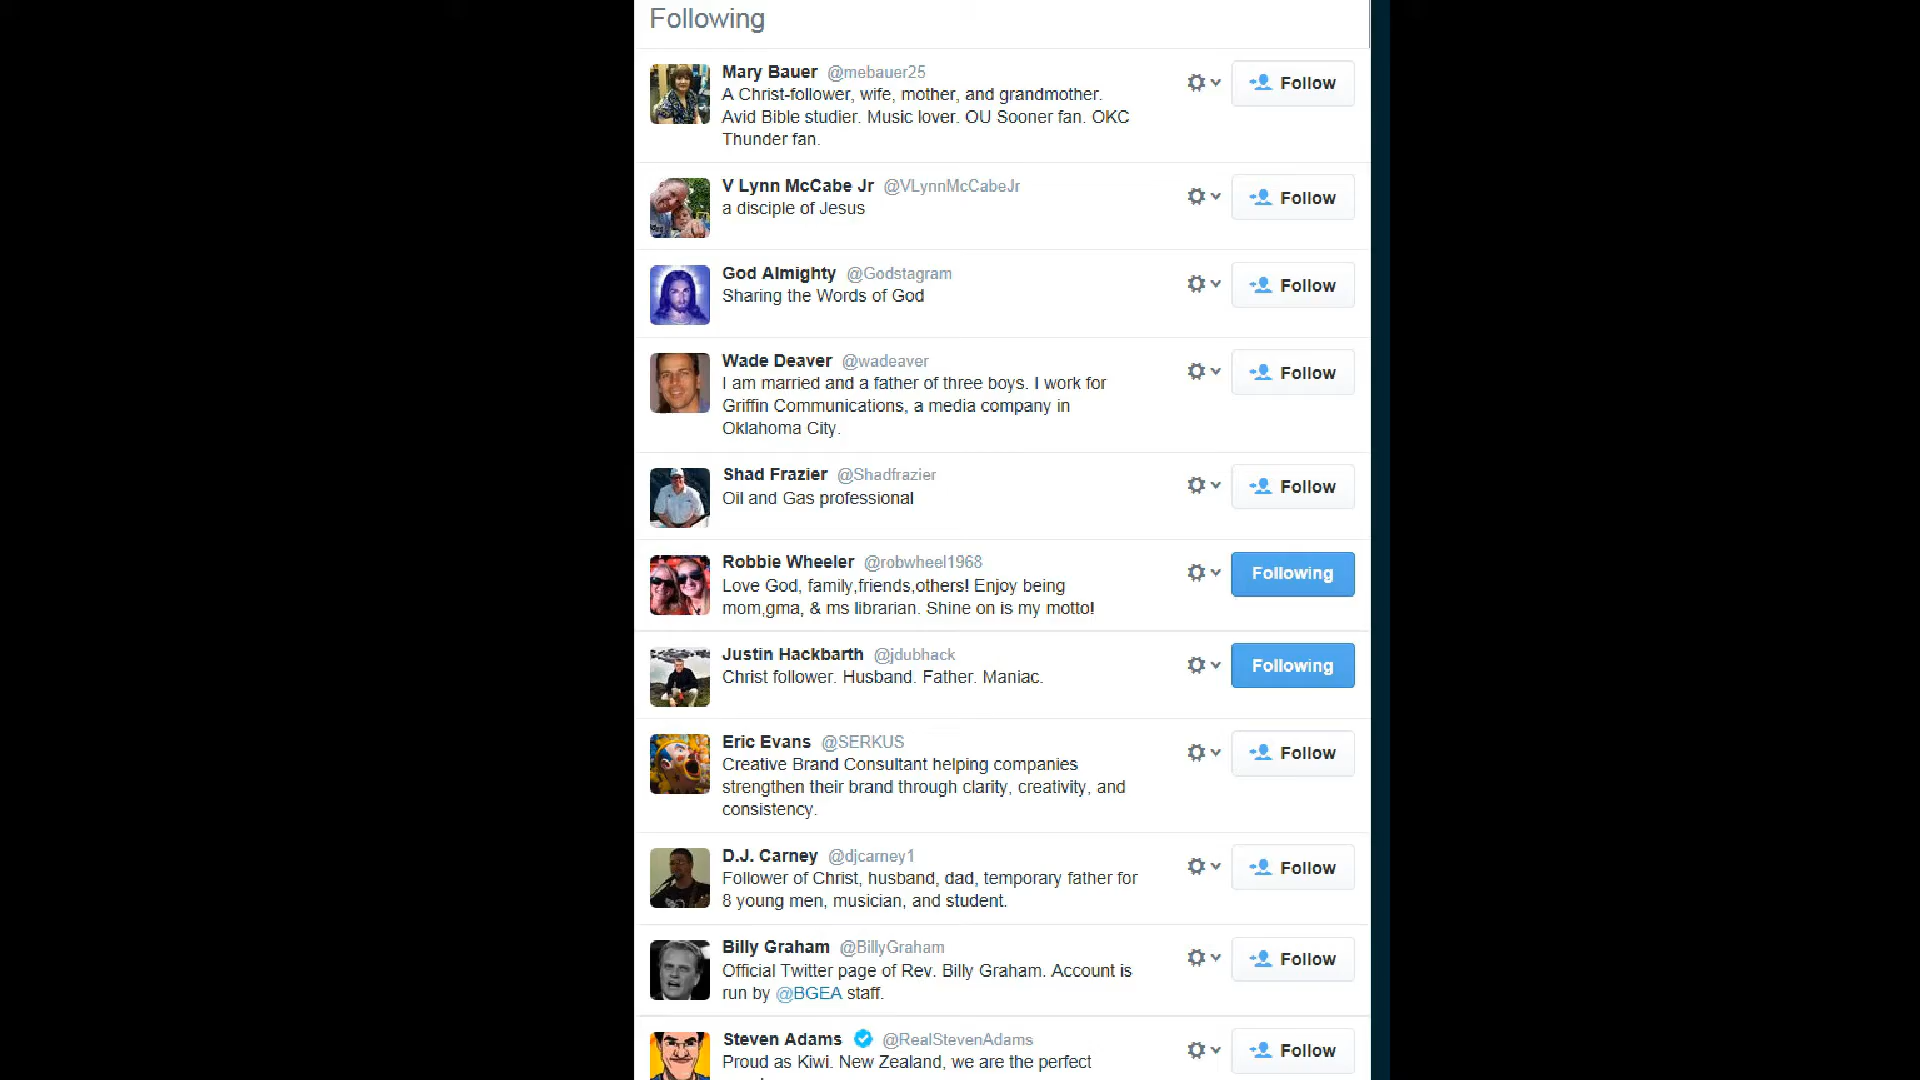 Following
Mary Bauer @mebauer25
Follow
A Christ-follower, wife, mother, and grandmother.
Avid Bible studier. Music lover. OU Sooner fan. OKC
Thunder fan.
V Lynn McCabe Jr @VLynnMcCabeJr
Follow
a disciple of Jesus
God Almighty @Godstagram
Follow
Sharing the Words of God
Wade Deaver @wadeaver
Follow
I am married and a father of three boys. I work for
Griffin Communications, a media company in
Oklahoma City.
Shad Frazier @Shadfrazier
Follow
Oil and Gas professional
Robbie Wheeler @robwheel1968
Following
Love God, family,friends,others! Enjoy being
mom,gma, & ms librarian. Shine on is my motto!
Justin Hackbarth @jdubhack
Following
Christ follower. Husband. Father. Maniac.
Eric Evans @SERKUS
Follow
Creative Brand Consultant helping companies
strengthen their brand through clarity, creativity, and
consistency.
D.J. Carney @djcarney1
Follow
Follower of Christ, husband, dad, temporary father for
8 young men, musician, and student.
Billy Graham @BillyGraham
Follow
Official Twitter page of Rev. Billy Graham. Account is
run by @BGEA staff.
Steven Adams @RealStevenAdams
Follow
Proud as Kiwi. New Zealand, we are the perfect